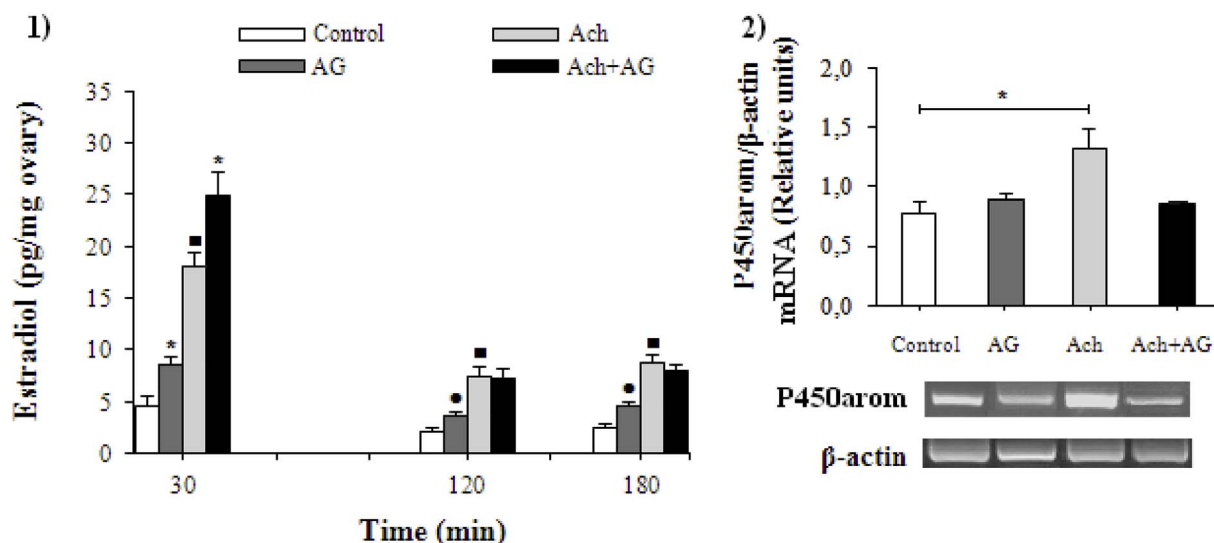 1)
Control
Ach
AG
Ach+AG
Estradiol (pg/mg ovary)
35
30
25
20
15
10
5
0
*
■
*
●
■
●
■
30
120
180
Time (min)
2)
P450arom/β-actin
mRNA (Relative units)
2,0
1,5
1,0
0,5
0,0
*
Control
AG
Ach
Ach+AG
P450arom
β-actin